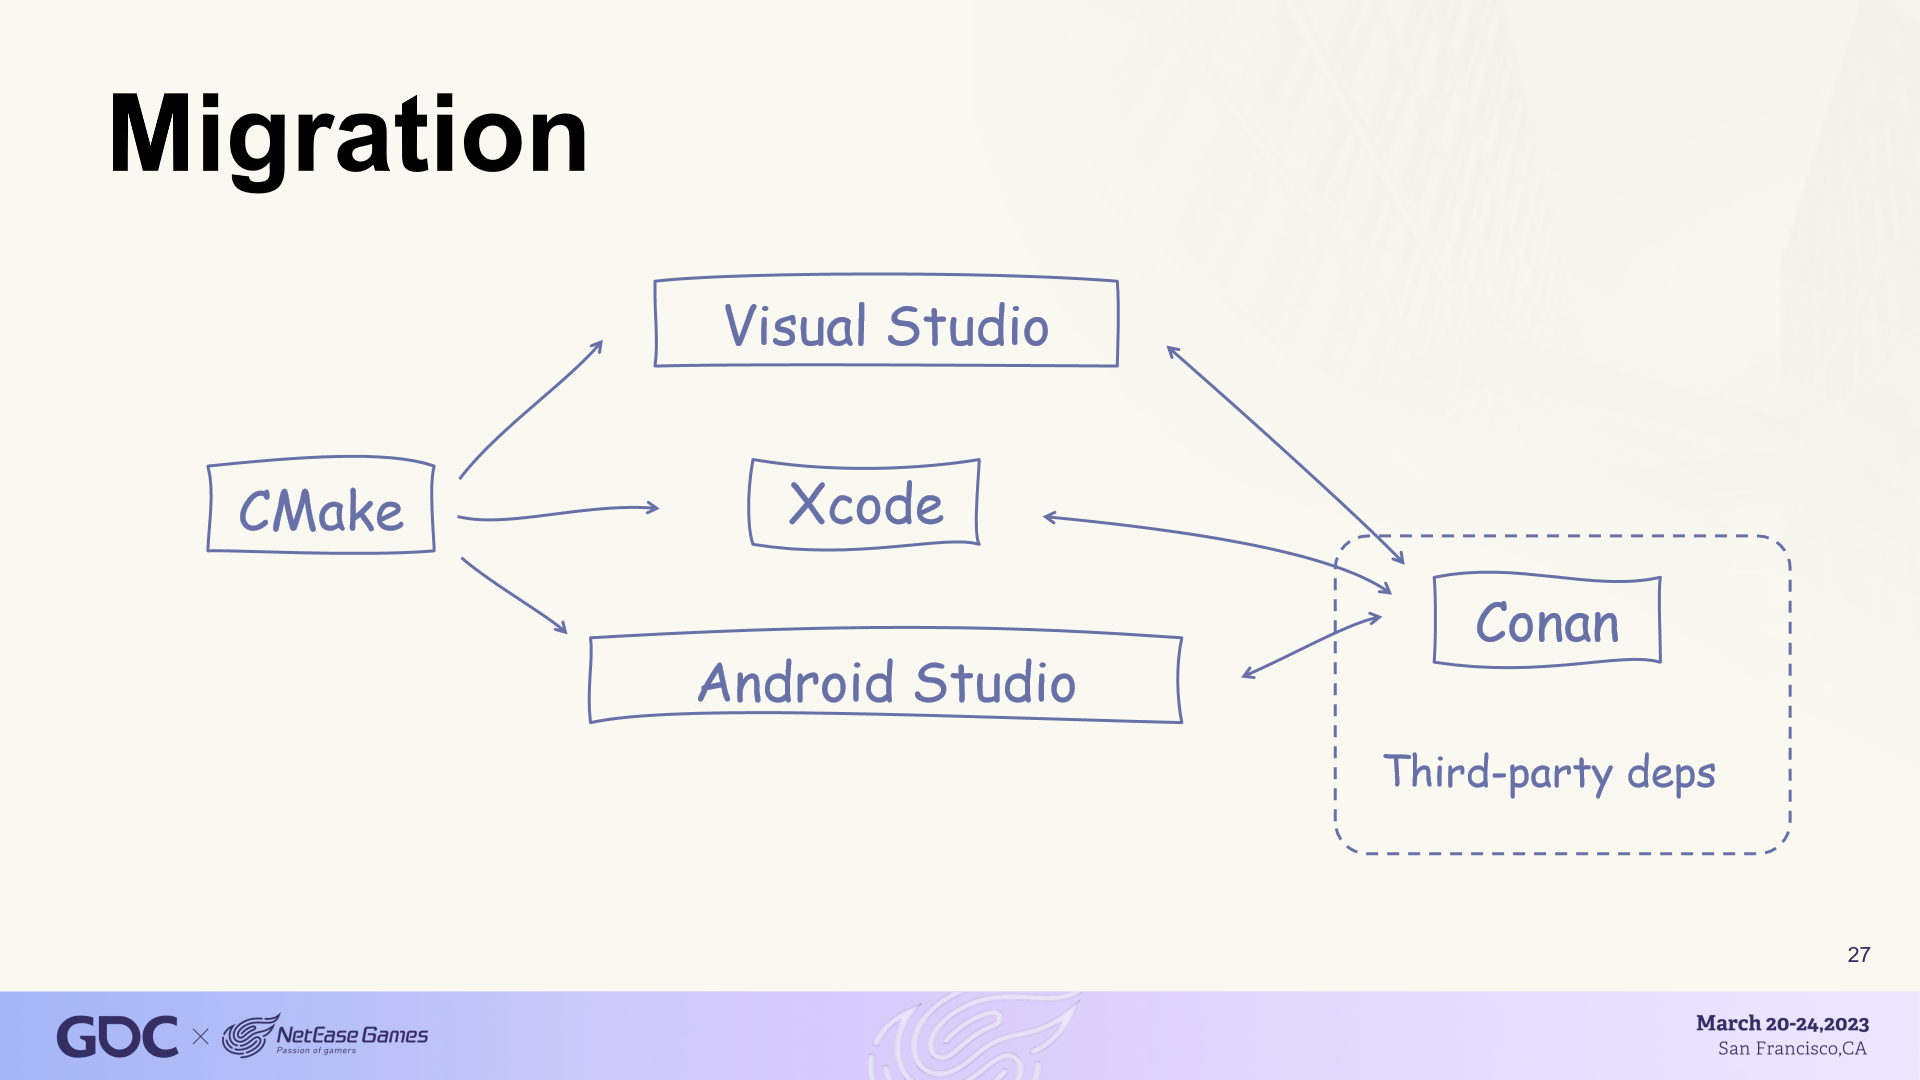 Migration
Visual Studio
CMake
Xcode
Android Studio
Conan
Third-party deps
27
GDC × NetEase Games
Passion of gamers
March 20-24,2023
San Francisco,CA